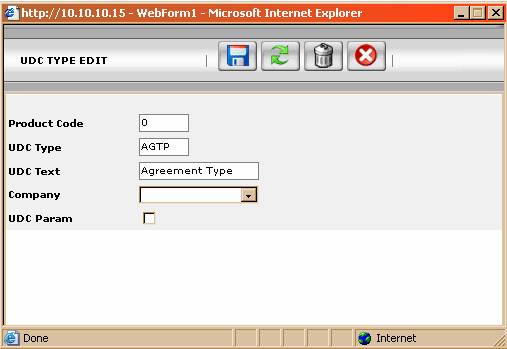 http://10.10.10.15 - WebForm1 - Microsoft Internet Explorer
UDC TYPE EDIT
Product Code 0
UDC Type AGTP
UDC Text Agreement Type
Company
UDC Param
Done Internet